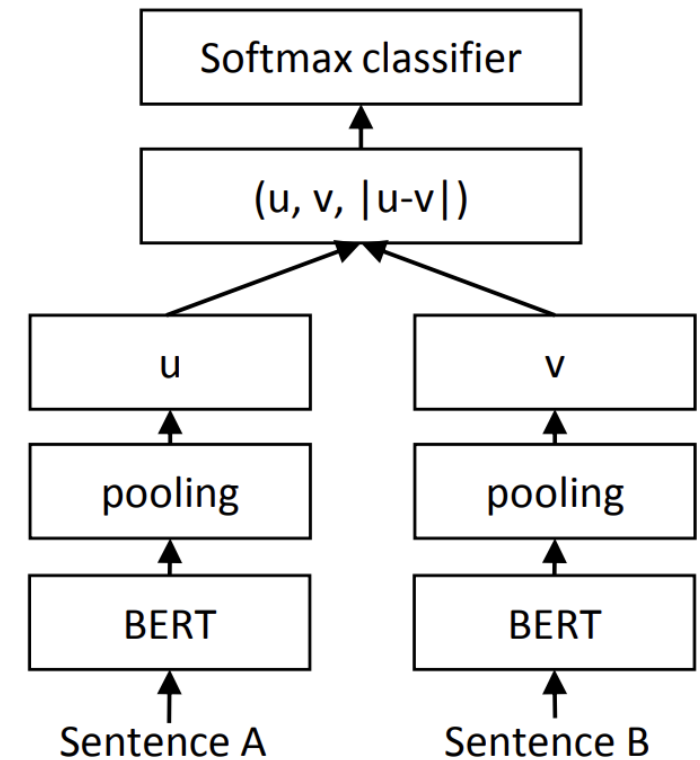 Softmax classifier
(u, v, |u-v|)
u
v
pooling
pooling
BERT
BERT
Sentence A
Sentence B